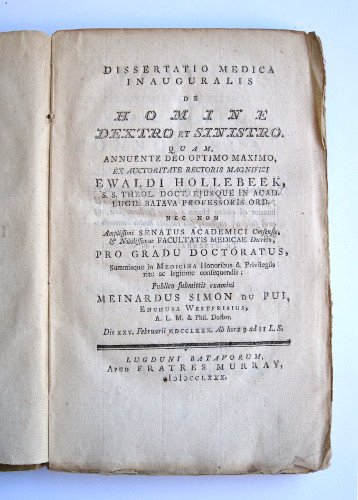 DISSERTATIO MEDICA
INAUGURALIS
DE
HOMINE
DEXTRO ET SINISTRO.
QUAM,
ANNUENTE DEO OPTIMO MAXIMO,
EX AUCTORITATE RECTORIS MAGNIFICI
EWALDI HOLLEBEEK,
S. S. THEOL. DOCT. EJUSQUE IN ACAD.
LUGD. BATAVA PROFESSORIS ORD.
NEC NON
Amplissimi SENATUS ACADEMICI Consensu,
& Nobilissimae FACULTATIS MEDICAE Decreto,
PRO GRADU DOCTORATUS,
Summisque in MEDICINA Honoribus & Privilegiis
rite ac legitime consequendis,
Publico submittit examini
MEINARDUS SIMON DU PUI,
ENCHUSA WESTFRISIUS,
A. L. M. & Phil. Doctor.
Die XXV. Februarii MDCCLXXX. Ab hora 9 ad 11 L. S.
LUGDUNI BATAVORUM,
APUD FRATRES MURRAY,
cIɔIɔCCLXXX.